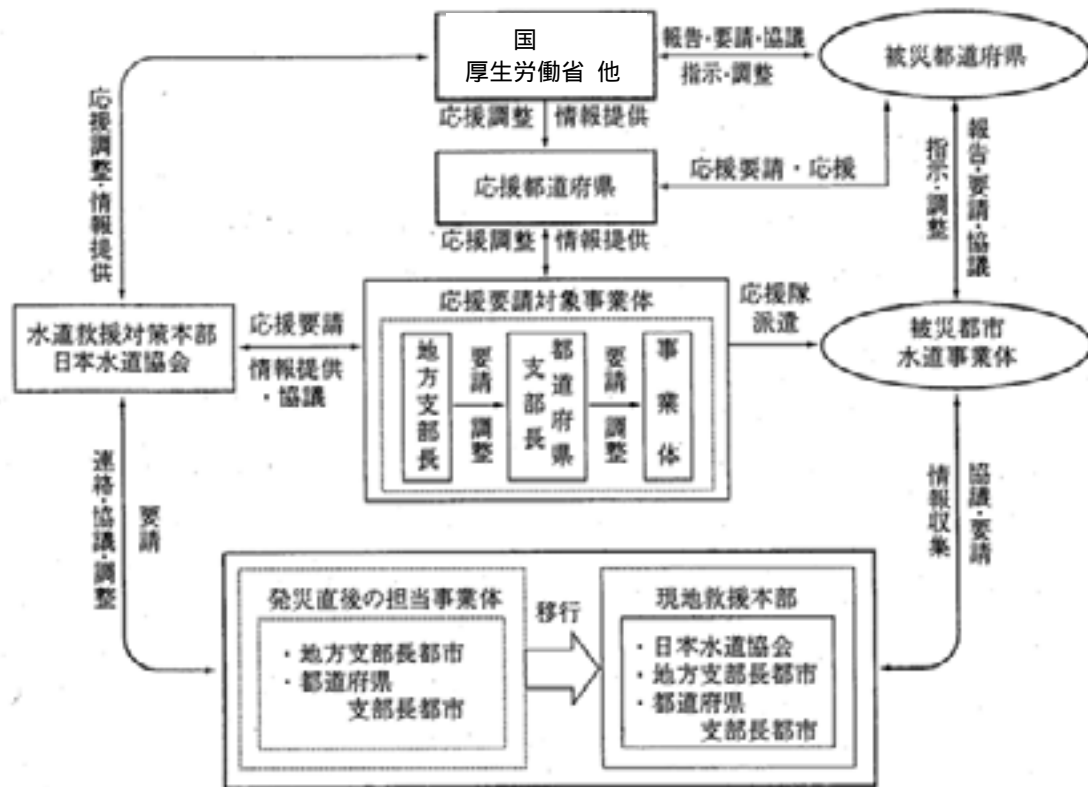 国
厚生労働省 他
報告・要請・協議
指示・調整
被災都道府県
応援調整
情報提供
応援都道府県
応援要請・応援
応援調整・情報提供
指示・調整
報告・要請・協議
応援調整
情報提供
水道救援対策本部
日本水道協会
応援要請
情報提供
・協議
応援要請対象事業体
地方支部長
要請
調整
都道府県
支部長
要請
調整
事業体
応援隊
派遣
被災都市
水道事業体
連絡・協議・調整
要請
情報収集
協議・要請
発災直後の担当事業体
・地方支部長都市
・都道府県
支部長都市
移行
現地救援本部
・日本水道協会
・地方支部長都市
・都道府県
支部長都市